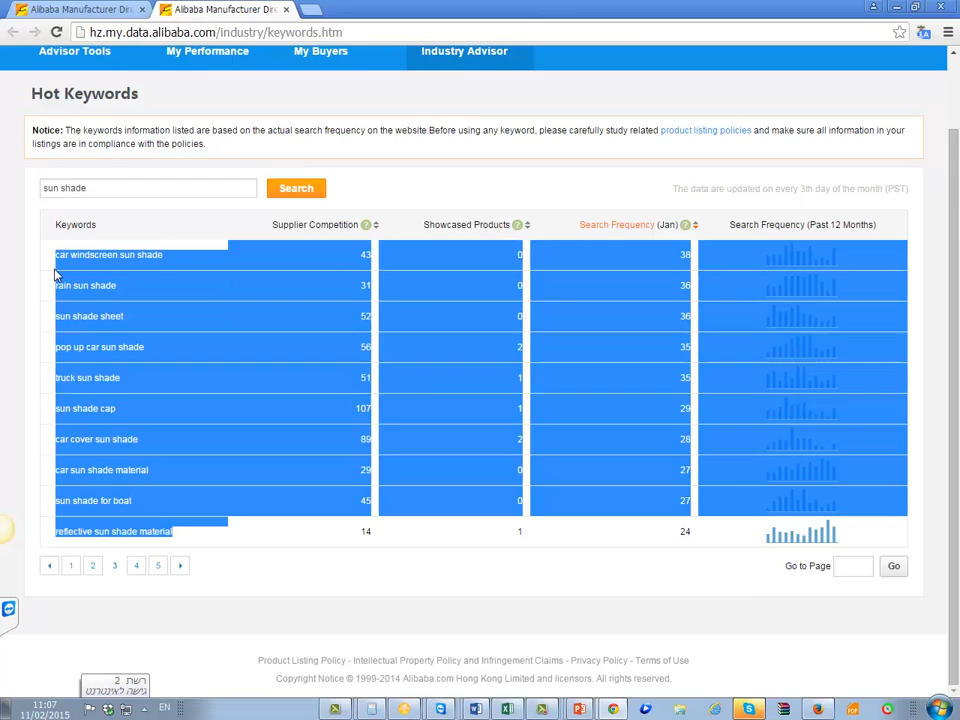 Alibaba Manufacturer Dire
Alibaba Manufacturer Dire
hz.my.data.alibaba.com/industry/keywords.htm
Advisor Tools My Performance My Buyers Industry Advisor
Hot Keywords
Notice: The keywords information listed are based on the actual search frequency on the website.Before using any keyword, please carefully study related product listing policies and make sure all information in your
listings are in compliance with the policies.
sun shade Search The data are updated on every 3th day of the month (PST)
Keywords Supplier Competition Showcased Products Search Frequency (Jan) Search Frequency (Past 12 Months)
car windscreen sun shade 43 0 38
rain sun shade 31 0 36
sun shade sheet 52 0 36
pop up car sun shade 56 2 35
truck sun shade 51 1 35
sun shade cap 107 1 29
car cover sun shade 89 2 28
car sun shade material 29 0 27
sun shade for boat 45 0 27
reflective sun shade material 14 1 24
1 2 3 4 5 Go to Page Go
Product Listing Policy - Intellectual Property Policy and Infringement Claims - Privacy Policy - Terms of Use
Copyright Notice © 1999-2014 Alibaba.com Hong Kong Limited and licensors. All rights reserved.
רשת 2
גישה לאינטרנט
11:07
11/02/2015
EN